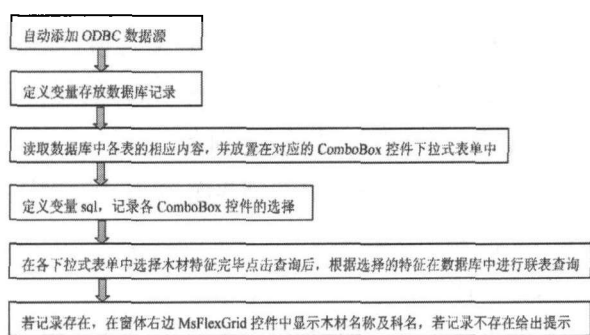 自动添加 ODBC 数据源
定义变量存放数据库记录
读取数据库中各表的相应内容，并放置在对应的 ComboBox 控件下拉式表单中
定义变量 sql，记录各 ComboBox 控件的选择
在各下拉式表单中选择木材特征完毕点击查询后，根据选择的特征在数据库中进行联表查询
若记录存在，在窗体右边 MsFlexGrid 控件中显示木材名称及科名，若记录不存在给出提示